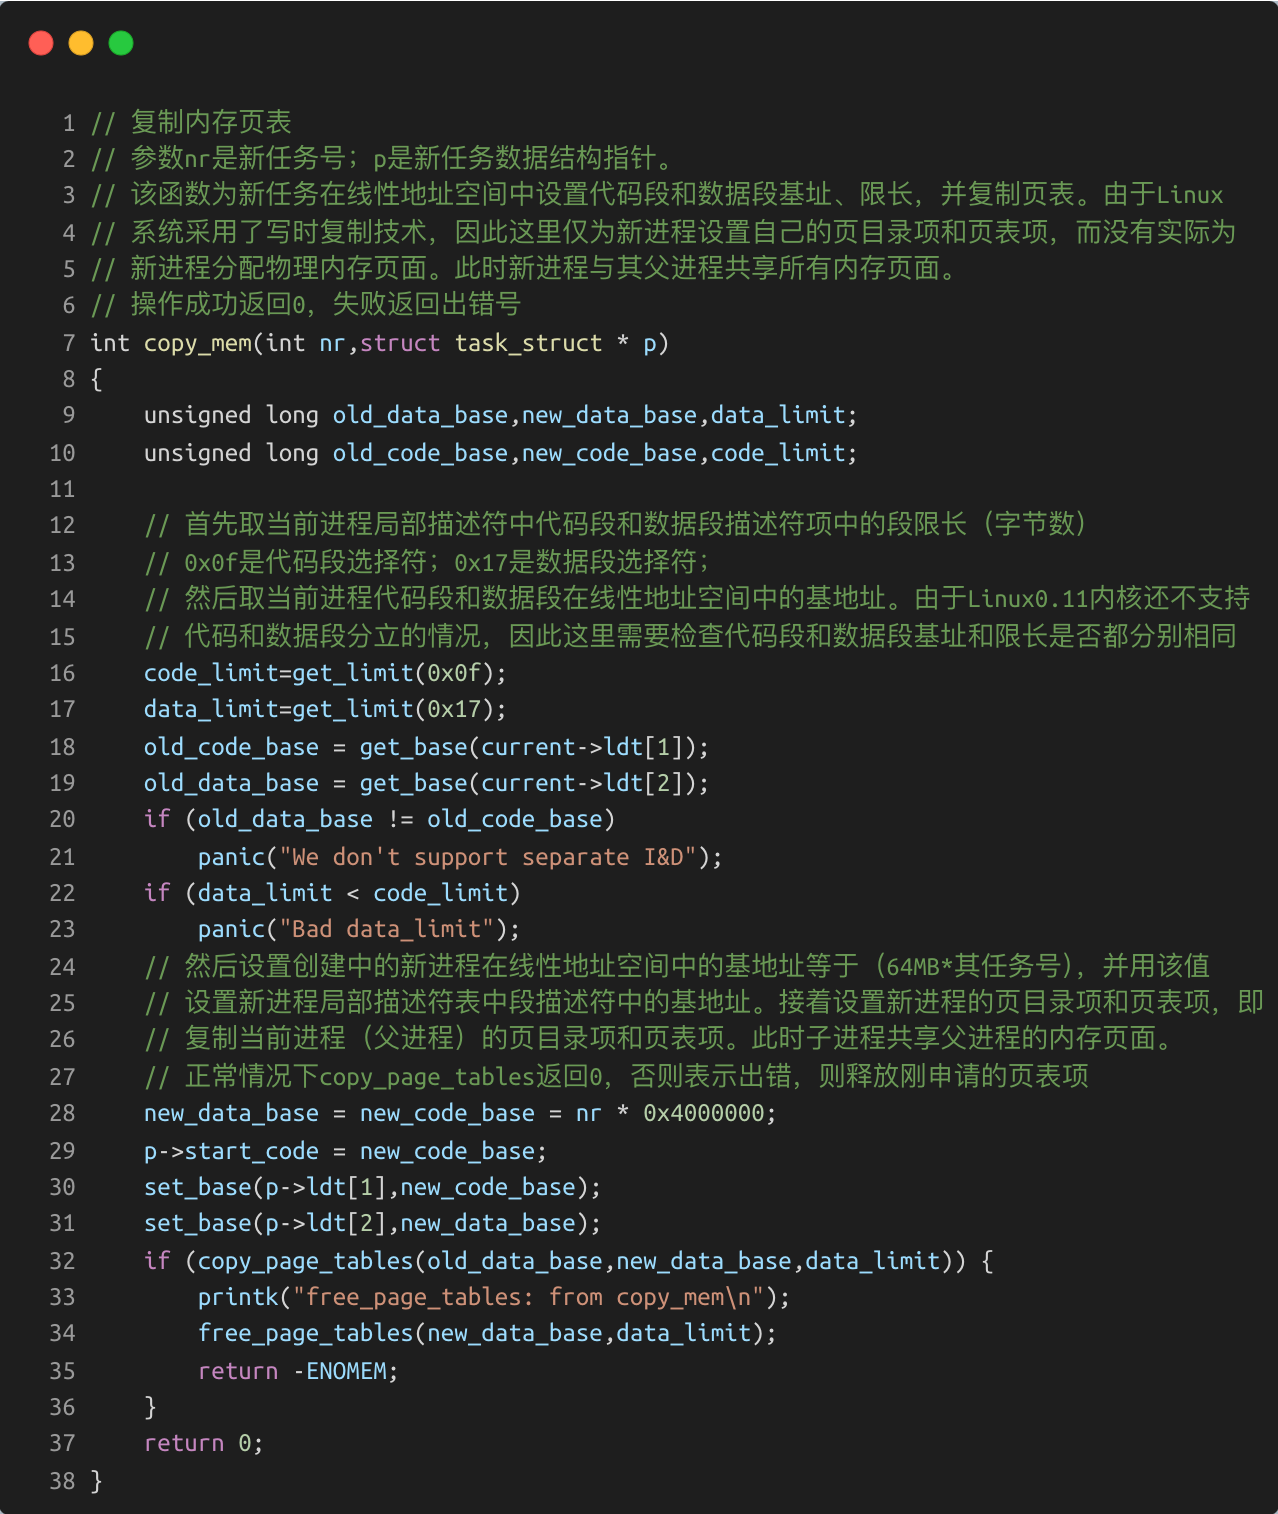 1 // 复制内存页表
2 // 参数nr是新任务号；p是新任务数据结构指针。
3 // 该函数为新任务在线性地址空间中设置代码段和数据段基址、限长，并复制页表。由于Linux
4 // 系统采用了写时复制技术，因此这里仅为新进程设置自己的页目录项和页表项，而没有实际为
5 // 新进程分配物理内存页面。此时新进程与其父进程共享所有内存页面。
6 // 操作成功返回0，失败返回出错号
7 int copy_mem(int nr,struct task_struct * p)
8 {
9     unsigned long old_data_base,new_data_base,data_limit;
10     unsigned long old_code_base,new_code_base,code_limit;
11
12     // 首先取当前进程局部描述符中代码段和数据段描述符项中的段限长（字节数）
13     // 0x0f是代码段选择符；0x17是数据段选择符；
14     // 然后取当前进程代码段和数据段在线性地址空间中的基地址。由于Linux0.11内核还不支持
15     // 代码和数据段分立的情况，因此这里需要检查代码段和数据段基址和限长是否都分别相同
16     code_limit=get_limit(0x0f);
17     data_limit=get_limit(0x17);
18     old_code_base = get_base(current->ldt[1]);
19     old_data_base = get_base(current->ldt[2]);
20     if (old_data_base != old_code_base)
21         panic("We don't support separate I&D");
22     if (data_limit < code_limit)
23         panic("Bad data_limit");
24     // 然后设置创建中的新进程在线性地址空间中的基地址等于（64MB*其任务号），并用该值
25     // 设置新进程局部描述符表中段描述符中的基地址。接着设置新进程的页目录项和页表项，即
26     // 复制当前进程（父进程）的页目录项和页表项。此时子进程共享父进程的内存页面。
27     // 正常情况下copy_page_tables返回0，否则表示出错，则释放刚申请的页表项
28     new_data_base = new_code_base = nr * 0x4000000;
29     p->start_code = new_code_base;
30     set_base(p->ldt[1],new_code_base);
31     set_base(p->ldt[2],new_data_base);
32     if (copy_page_tables(old_data_base,new_data_base,data_limit)) {
33         printk("free_page_tables: from copy_mem\n");
34         free_page_tables(new_data_base,data_limit);
35         return -ENOMEM;
36     }
37     return 0;
38 }